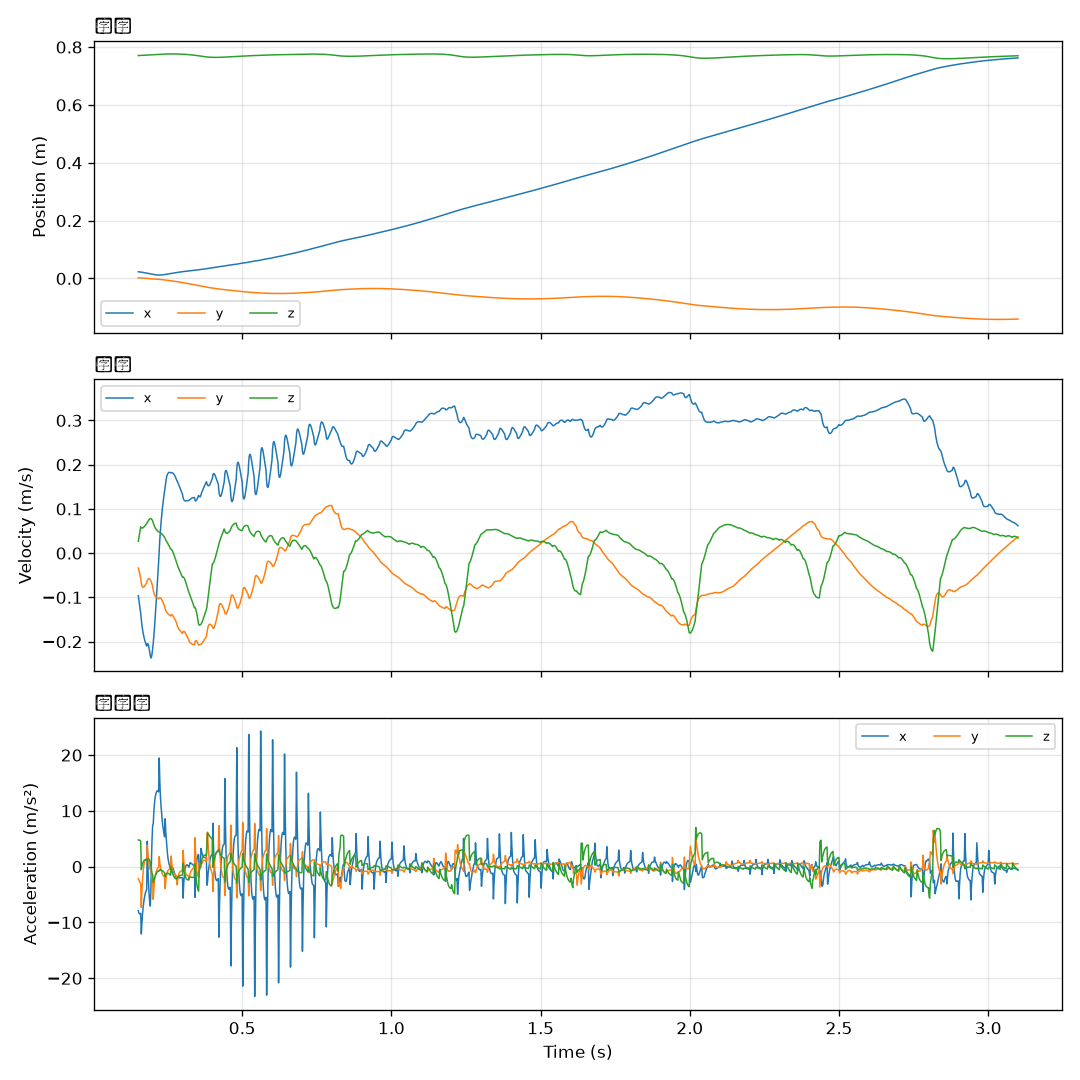 0.8
0.6
0.4
0.2
0.0
Position (m)
x y z
0.3
0.2
0.1
0.0
−0.1
−0.2
Velocity (m/s)
x y z
20
10
0
−10
−20
Acceleration (m/s²)
x y z
0.5 1.0 1.5 2.0 2.5 3.0
Time (s)